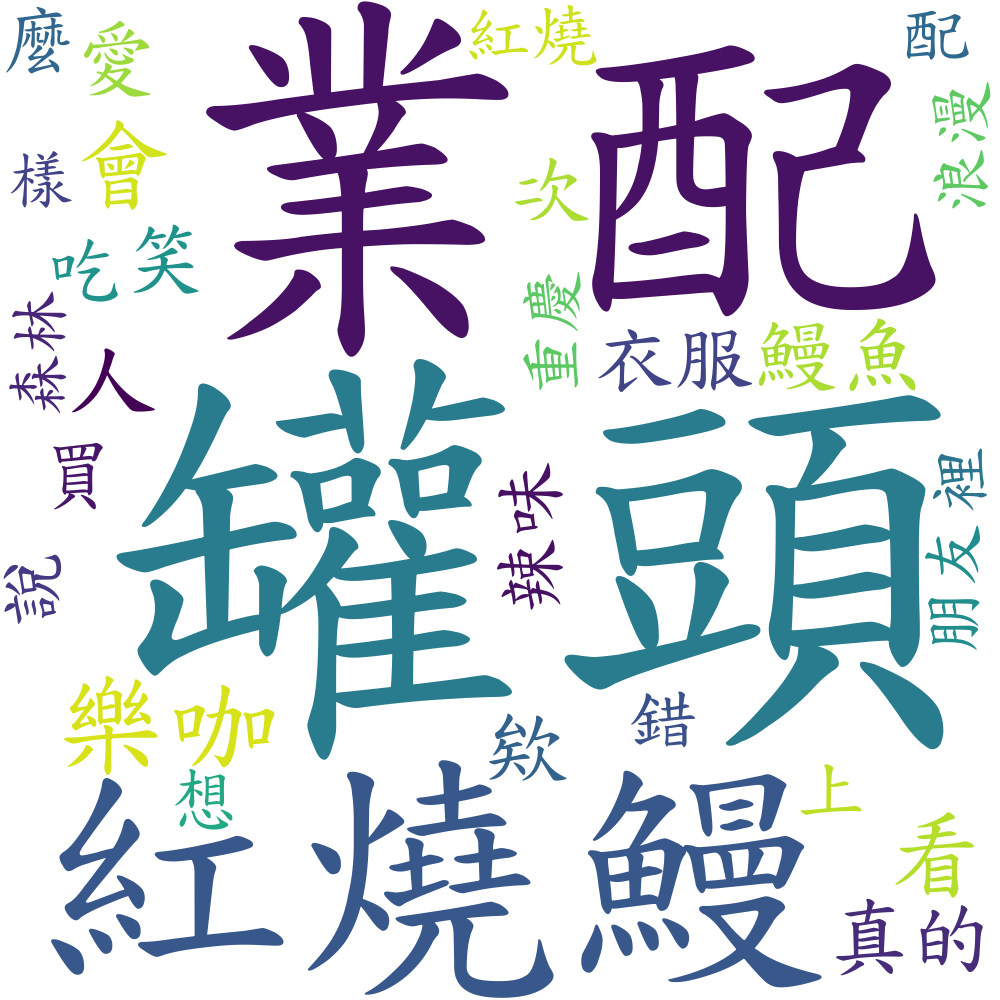 麼
愛
業配
紅燒
配
浪漫
樣
會
次
吃
笑
重慶
衣服
鰻魚
森林
人
罐頭
買
辣味
朋友裡
說
樂咖
錯
欸
想
紅燒鰻
上
看
真的